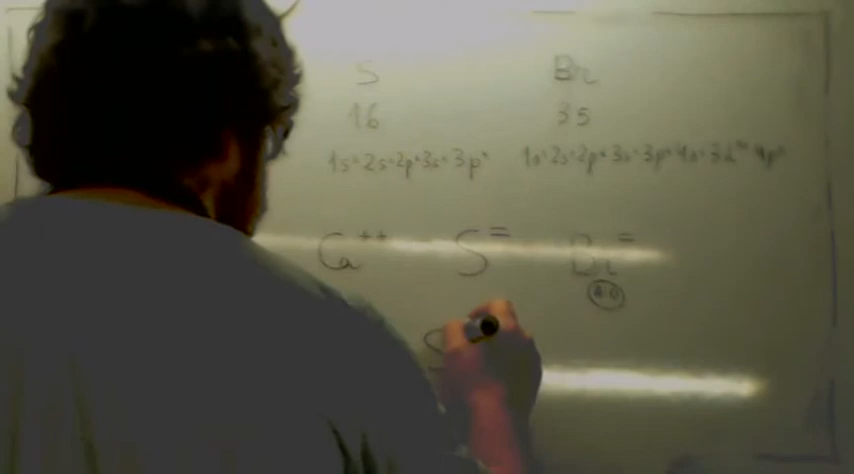 S Br
16 35
1s² 2s² 2p⁶ 3s² 3p⁴ 1s² 2s² 2p⁶ 3s² 3p⁶ 4s² 3d¹⁰ 4p⁵
Ca⁺⁺ S⁼ Br⁼
S